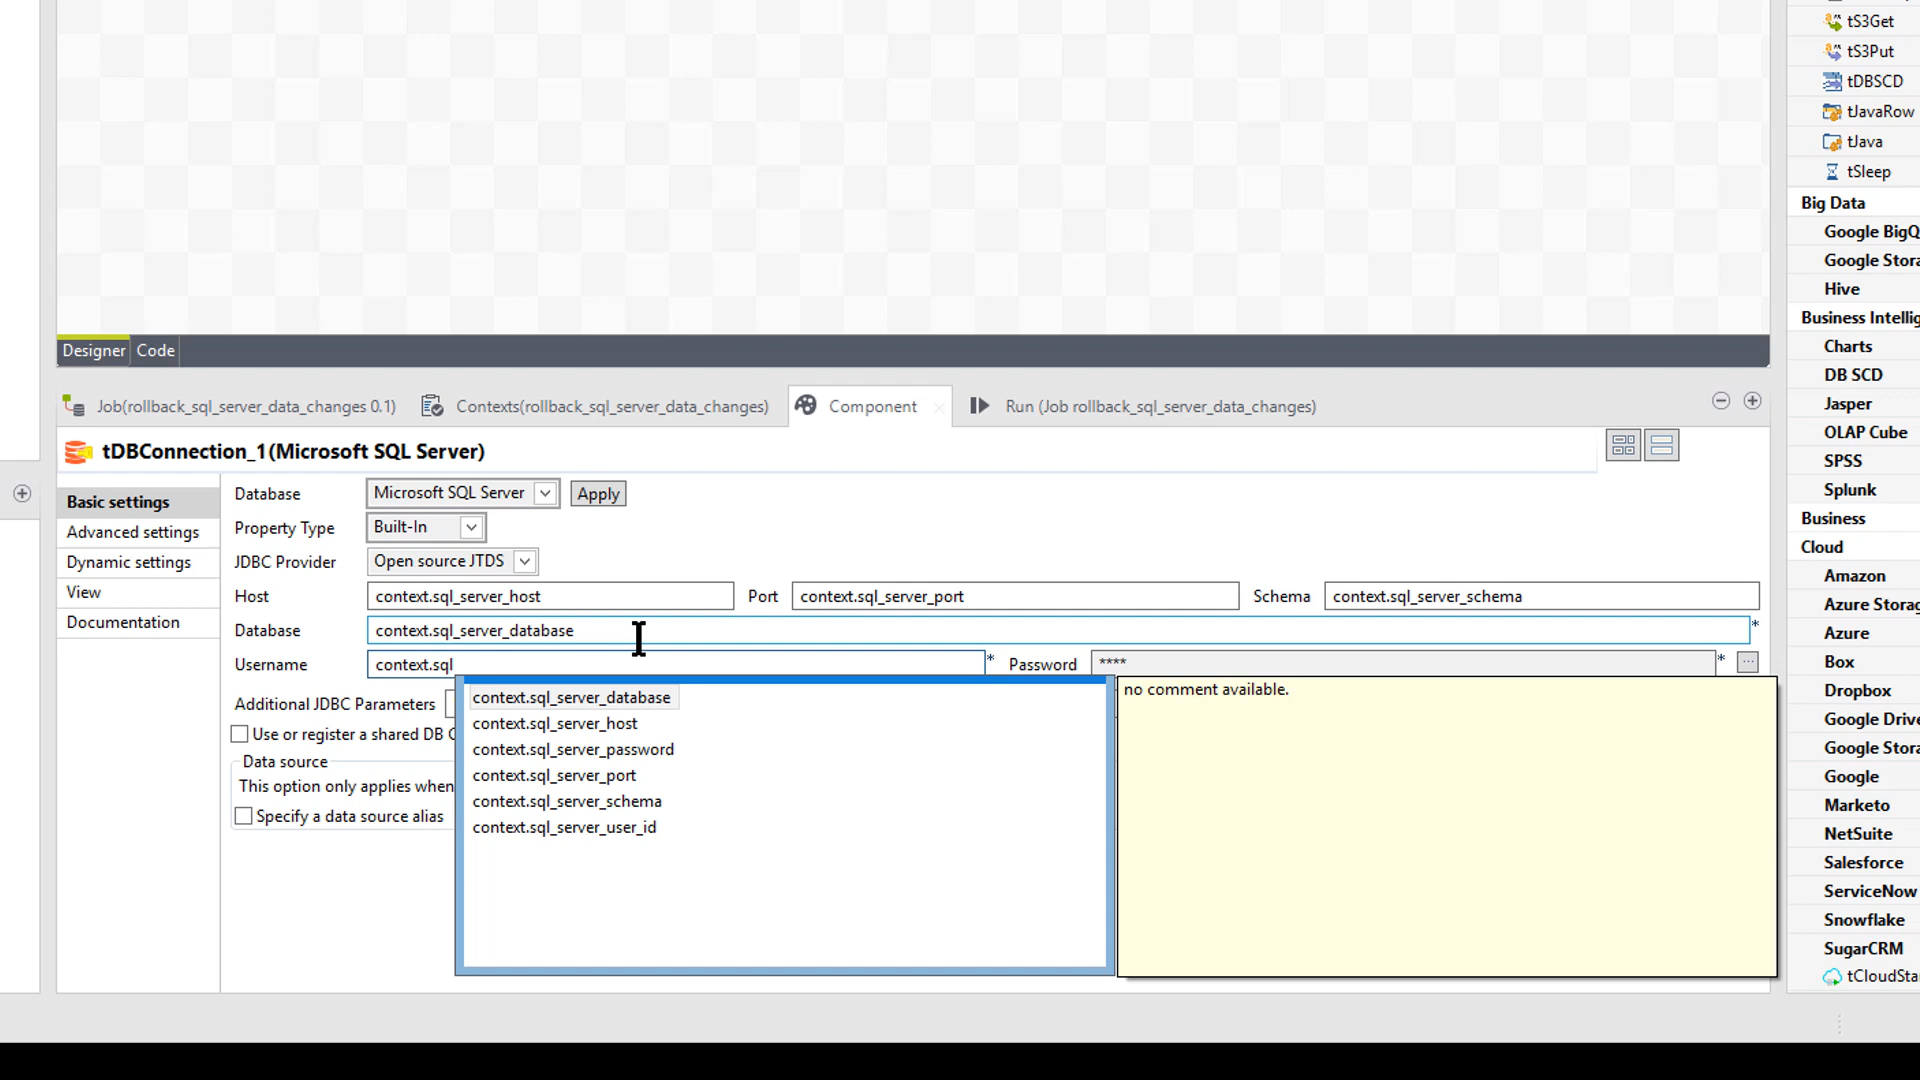 tS3Get
tS3Put
tDBSCD
tJavaRow
tJava
tSleep
Big Data
Google BigQ
Google Stora
Hive
Business Intellig
Charts
DB SCD
Jasper
OLAP Cube
SPSS
Splunk
Business
Cloud
Amazon
Azure Storag
Azure
Box
Dropbox
Google Drive
Google Stora
Google
Marketo
NetSuite
Salesforce
ServiceNow
Snowflake
SugarCRM
tCloudSta
Designer Code
Job(rollback_sql_server_data_changes 0.1) Contexts(rollback_sql_server_data_changes) Component Run (Job rollback_sql_server_data_changes)
tDBConnection_1(Microsoft SQL Server)
Basic settings
Advanced settings
Dynamic settings
View
Documentation
Database Microsoft SQL Server Apply
Property Type Built-In
JDBC Provider Open source JTDS
Host context.sql_server_host Port context.sql_server_port Schema context.sql_server_schema
Database context.sql_server_database *
Username context.sql * Password **** * ...
Additional JDBC Parameters
Use or register a shared DB C
Data source
This option only applies when
Specify a data source alias
context.sql_server_database
context.sql_server_host
context.sql_server_password
context.sql_server_port
context.sql_server_schema
context.sql_server_user_id
no comment available.